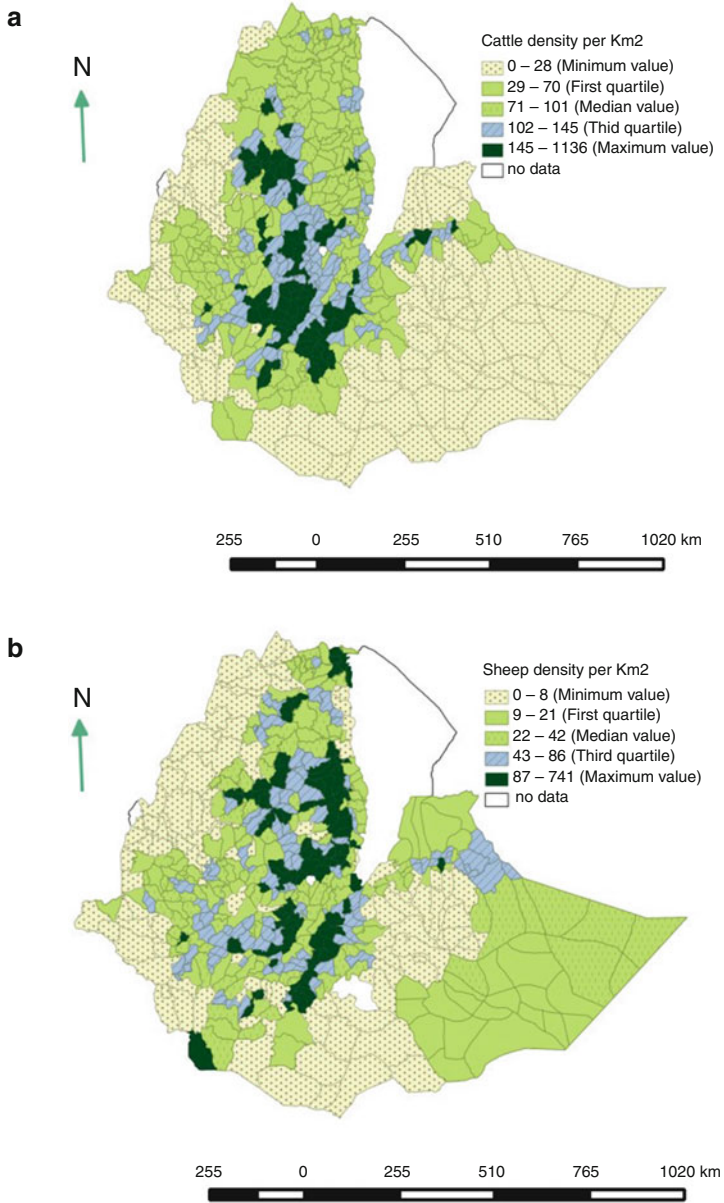 a
N
Cattle density per Km2
0 – 28 (Minimum value)
29 – 70 (First quartile)
71 – 101 (Median value)
102 – 145 (Thid quartile)
145 – 1136 (Maximum value)
no data
255 0 255 510 765 1020 km
b
N
Sheep density per Km2
0 – 8 (Minimum value)
9 – 21 (First quartile)
22 – 42 (Median value)
43 – 86 (Third quartile)
87 – 741 (Maximum value)
no data
255 0 255 510 765 1020 km